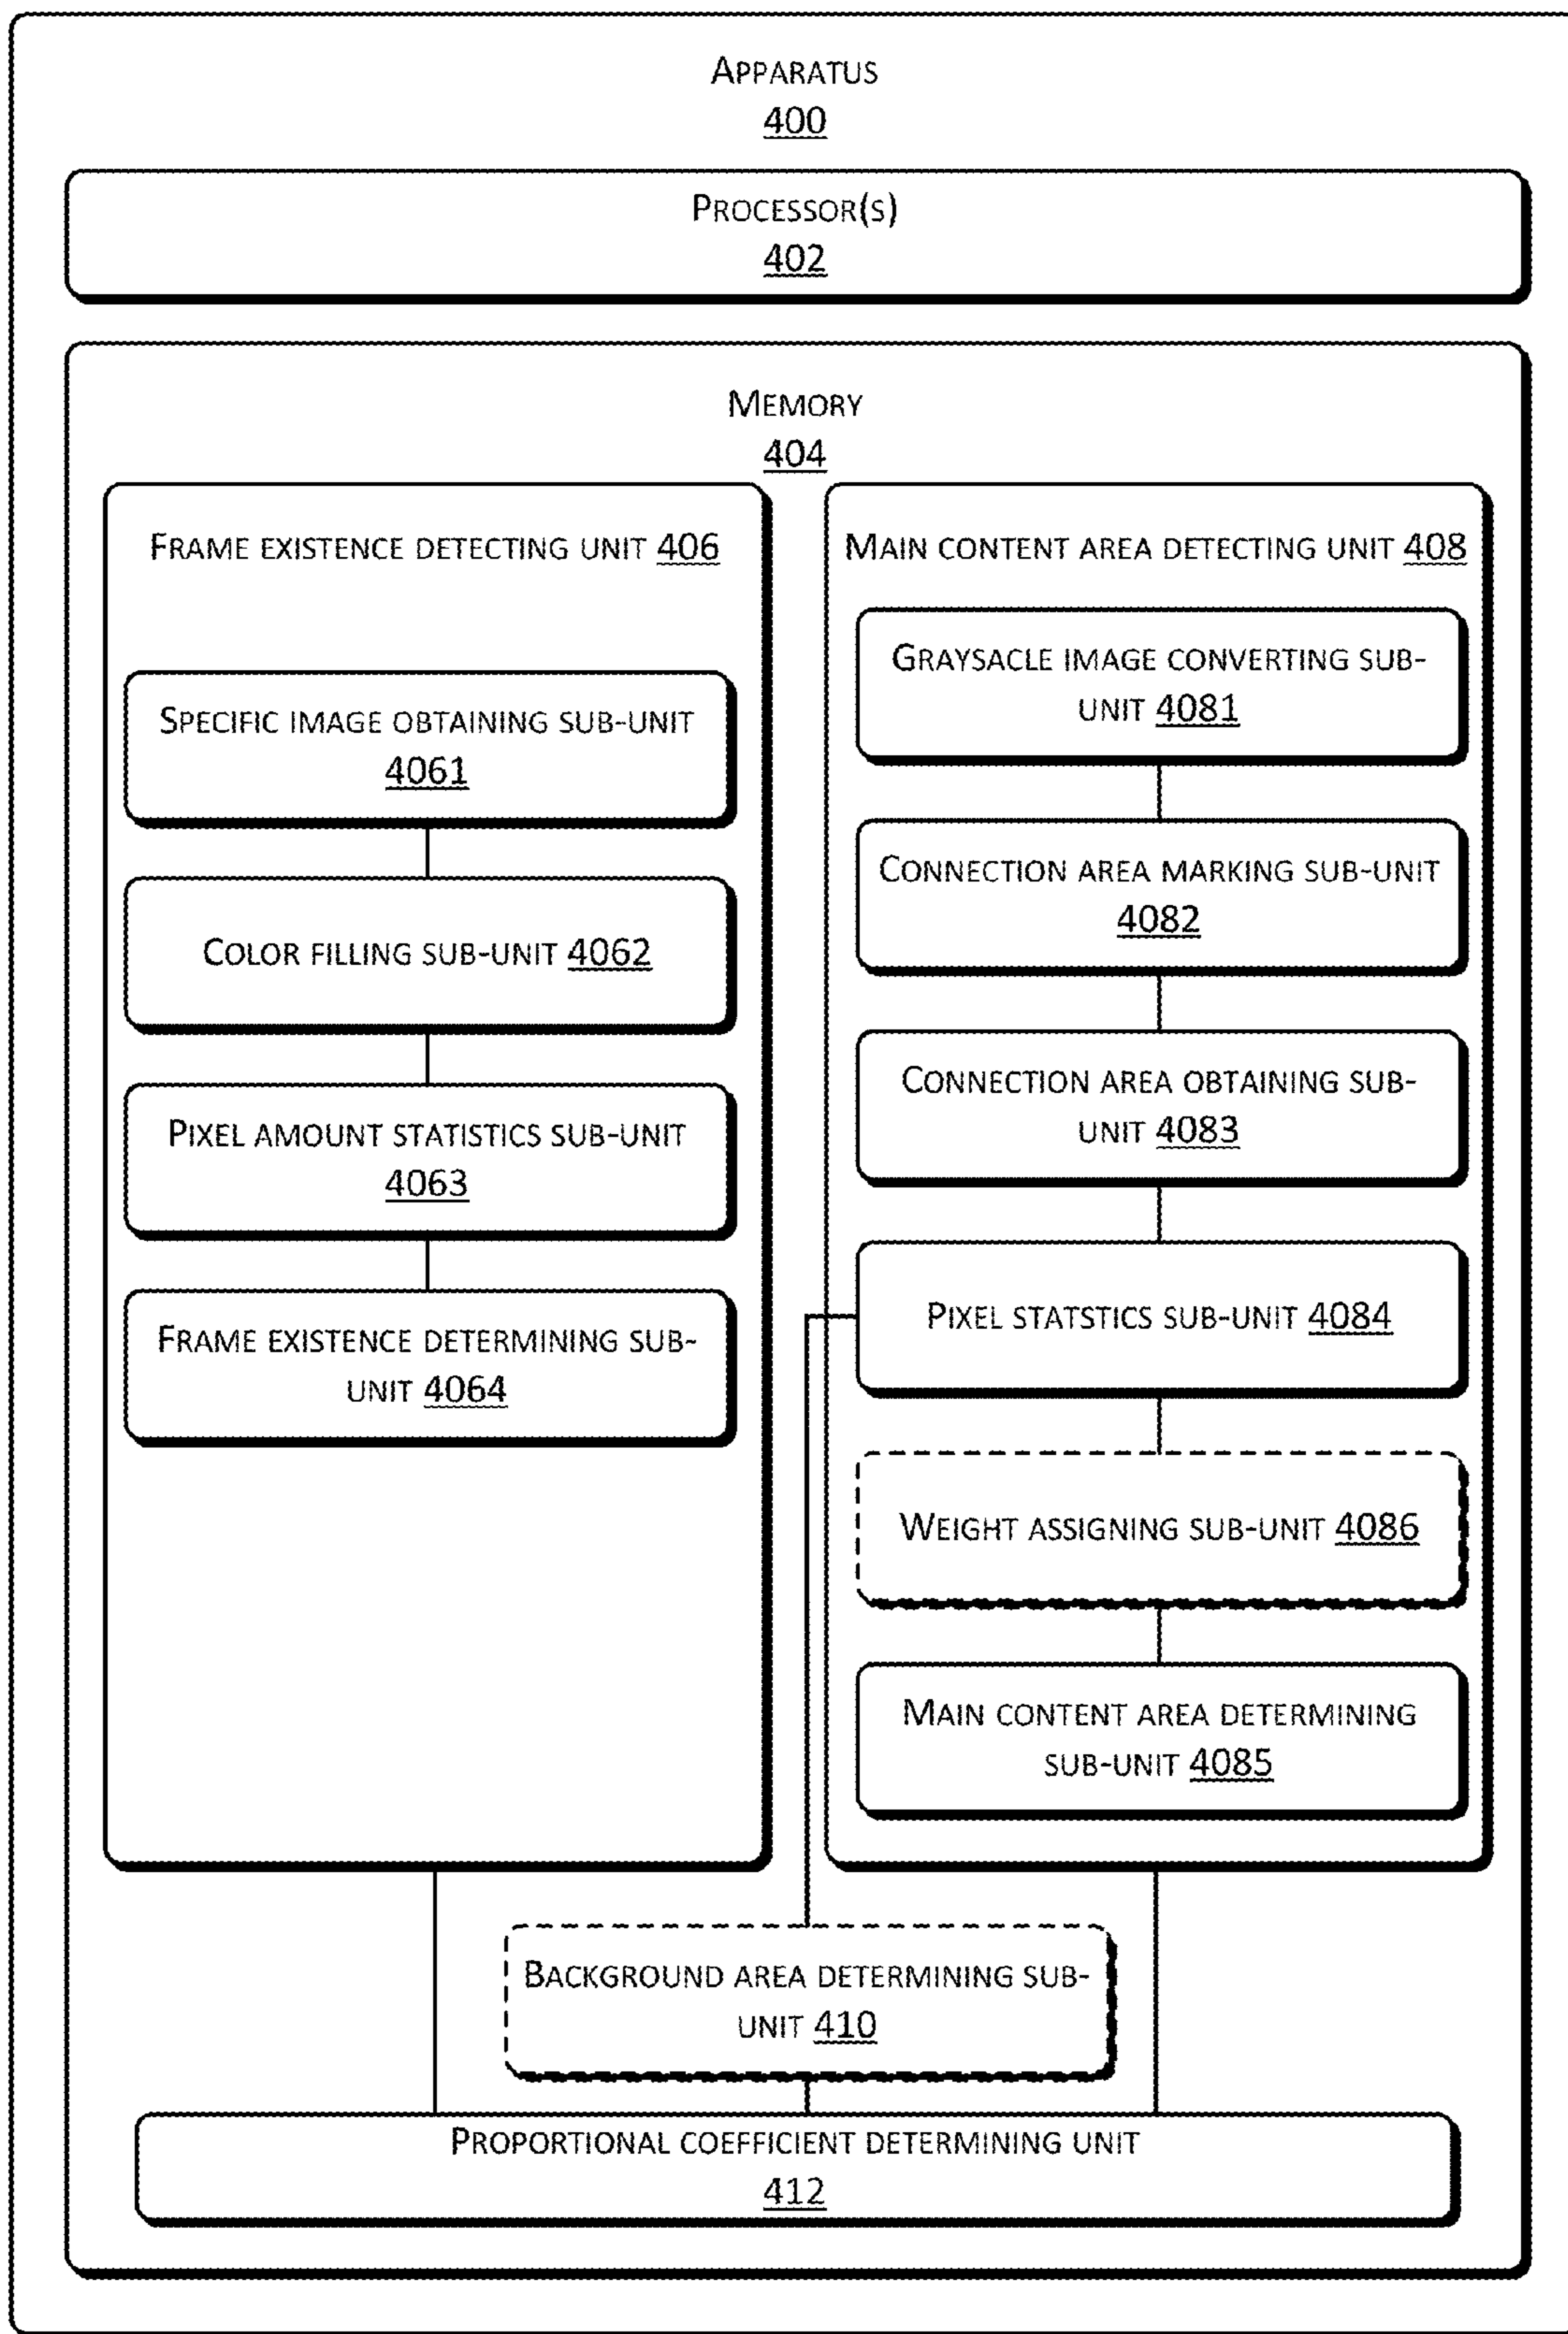 APPARATUS
400
PROCESSOR(S)
402
MEMORY
404
FRAME EXISTENCE DETECTING UNIT 406
SPECIFIC IMAGE OBTAINING SUB-UNIT
4061
COLOR FILLING SUB-UNIT 4062
PIXEL AMOUNT STATISTICS SUB-UNIT
4063
FRAME EXISTENCE DETERMINING SUB-
UNIT 4064
MAIN CONTENT AREA DETECTING UNIT 408
GRAYSACLE IMAGE CONVERTING SUB-
UNIT 4081
CONNECTION AREA MARKING SUB-UNIT
4082
CONNECTION AREA OBTAINING SUB-
UNIT 4083
PIXEL STATSTICS SUB-UNIT 4084
WEIGHT ASSIGNING SUB-UNIT 4086
MAIN CONTENT AREA DETERMINING
SUB-UNIT 4085
BACKGROUND AREA DETERMINING SUB-
UNIT 410
PROPORTIONAL COEFFICIENT DETERMINING UNIT
412